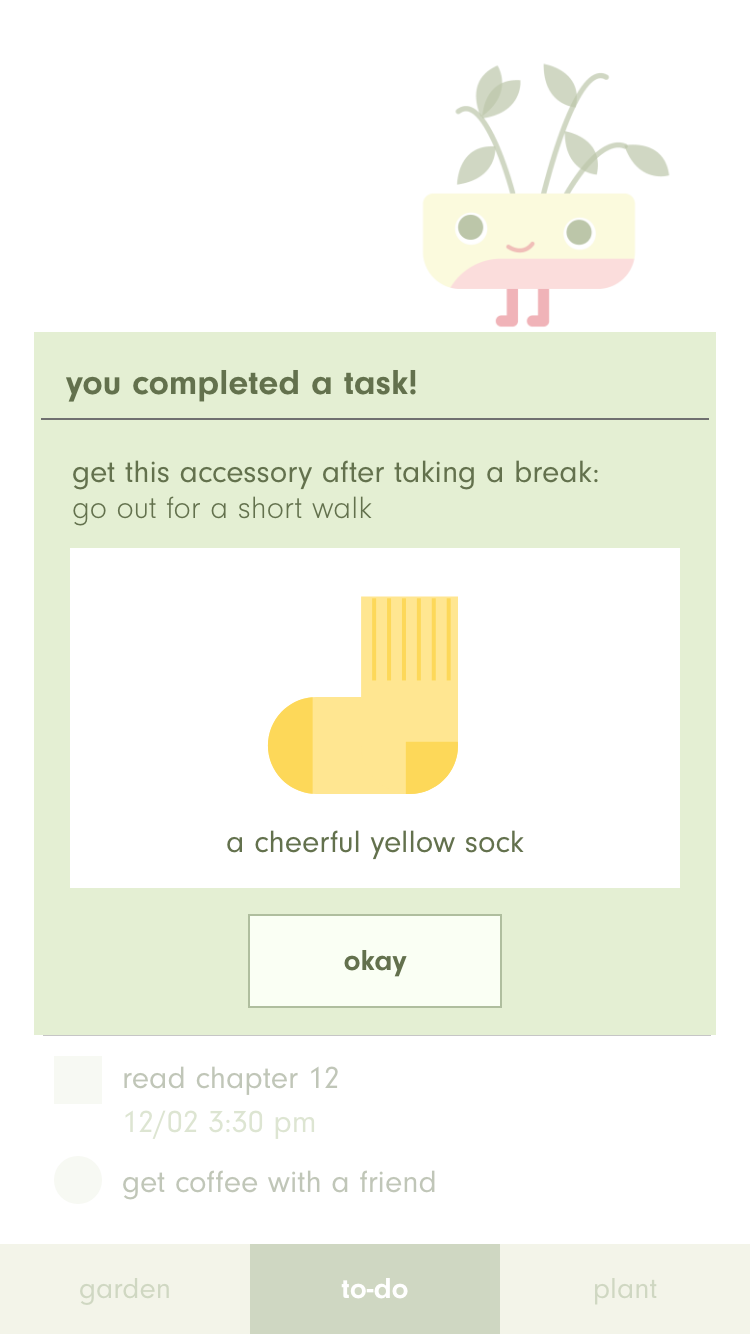 you completed a task!
get this accessory after taking a break:
go out for a short walk
a cheerful yellow sock
okay
read chapter 12
12/02 3:30 pm
get coffee with a friend
garden
to-do
plant